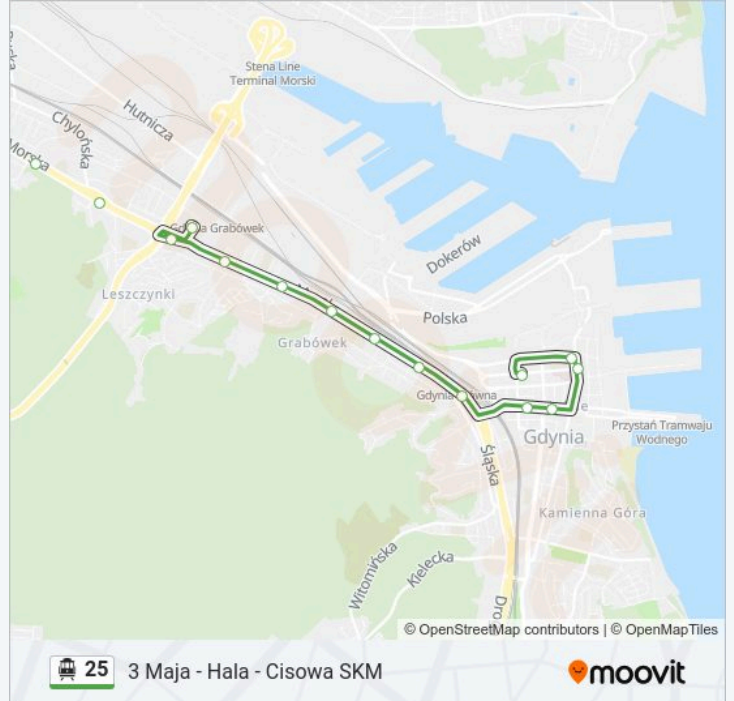 Stena Line
Terminal Morski
Hutnicza
Chylońska
Morska
Gdynia Grabówek
Dokerów
Leszczynki
Polska
Grabówek
Gdynia Główna
Przystań Tramwaju
Wodnego
Gdynia
Śląska
Kamienna Góra
Witomińska
Kielecka
Dro
© OpenStreetMap contributors | © OpenMapTiles
25 3 Maja - Hala - Cisowa SKM
moovit